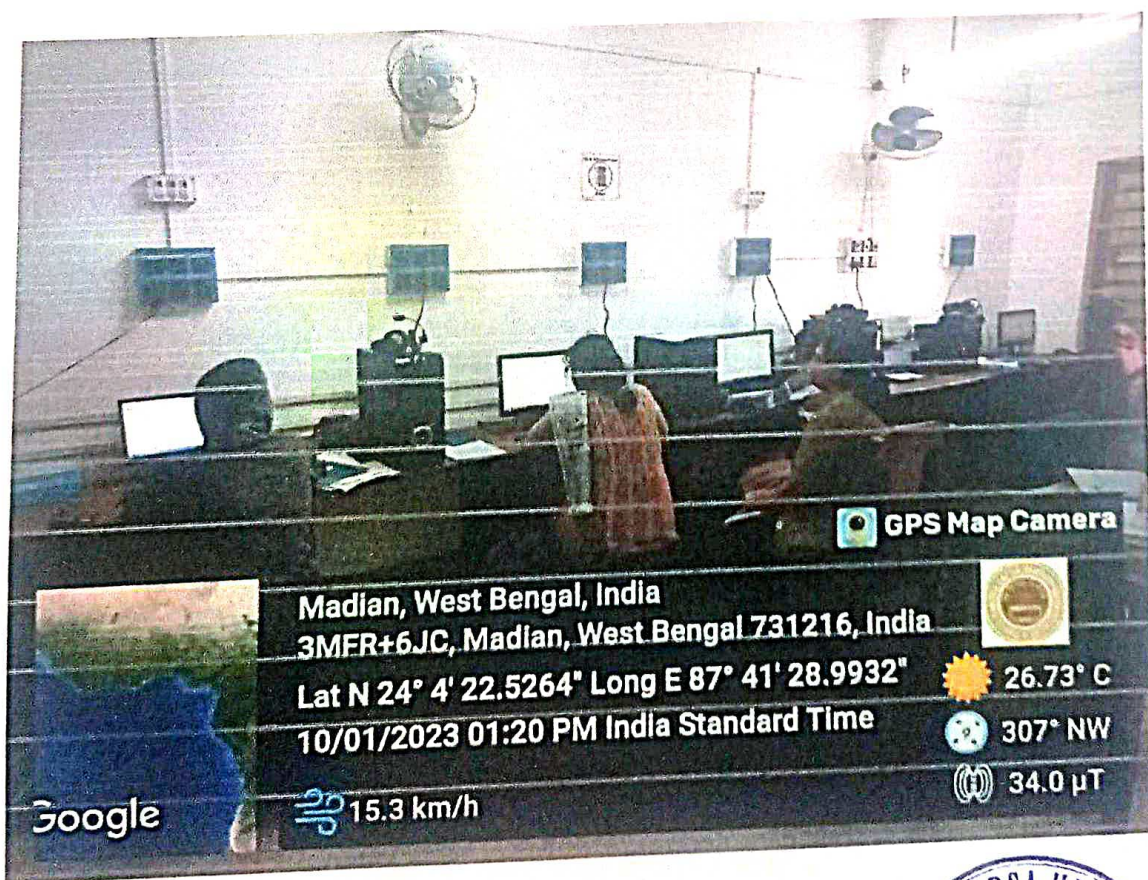 GPS Map Camera
Madian, West Bengal, India
3MFR+6JC, Madian, West Bengal 731216, India
Lat N 24° 4' 22.5264" Long E 87° 41' 28.9932"
10/01/2023 01:20 PM India Standard Time
26.73° C
307° NW
34.0 µT
15.3 km/h
Google